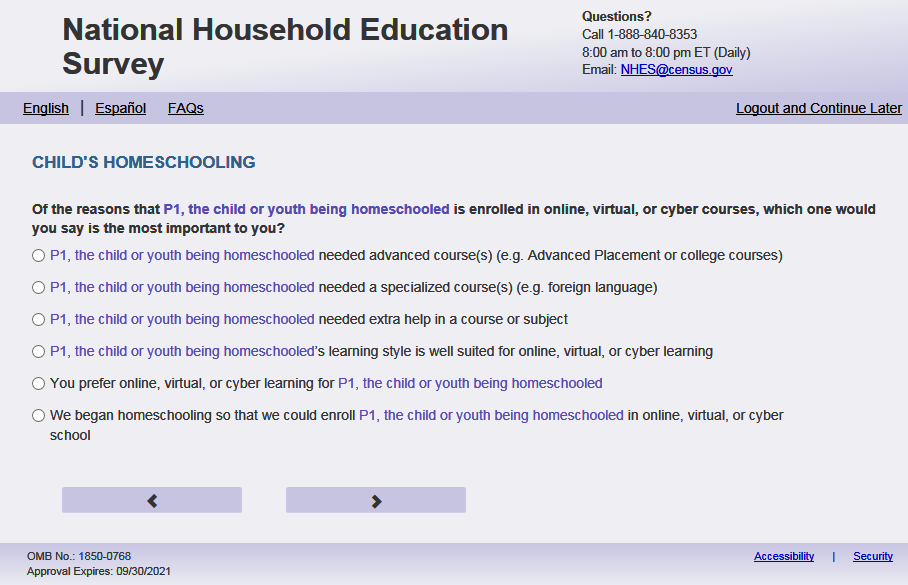 National Household Education
Survey
Questions?
Call 1-888-840-8353
8:00 am to 8:00 pm ET (Daily)
Email: NHES@census.gov
English | Español FAQs
Logout and Continue Later
CHILD'S HOMESCHOOLING
Of the reasons that P1, the child or youth being homeschooled is enrolled in online, virtual, or cyber courses, which one would
you say is the most important to you?
P1, the child or youth being homeschooled needed advanced course(s) (e.g. Advanced Placement or college courses)
P1, the child or youth being homeschooled needed a specialized course(s) (e.g. foreign language)
P1, the child or youth being homeschooled needed extra help in a course or subject
P1, the child or youth being homeschooled's learning style is well suited for online, virtual, or cyber learning
You prefer online, virtual, or cyber learning for P1, the child or youth being homeschooled
We began homeschooling so that we could enroll P1, the child or youth being homeschooled in online, virtual, or cyber
school
OMB No.: 1850-0768
Approval Expires: 09/30/2021
Accessibility | Security